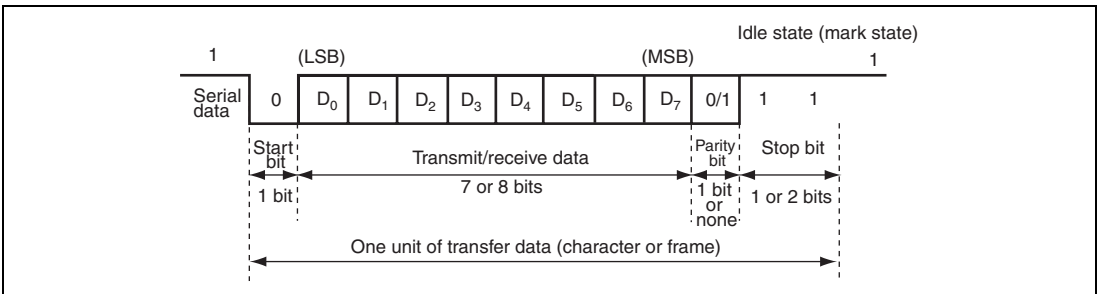 Idle state (mark state)
1 (LSB) (MSB) 1
Serial
data
0 D0 D1 D2 D3 D4 D5 D6 D7 0/1 1 1
Start
bit
1 bit
Transmit/receive data
7 or 8 bits
Parity
bit
1 bit
or
none
Stop bit
1 or 2 bits
One unit of transfer data (character or frame)